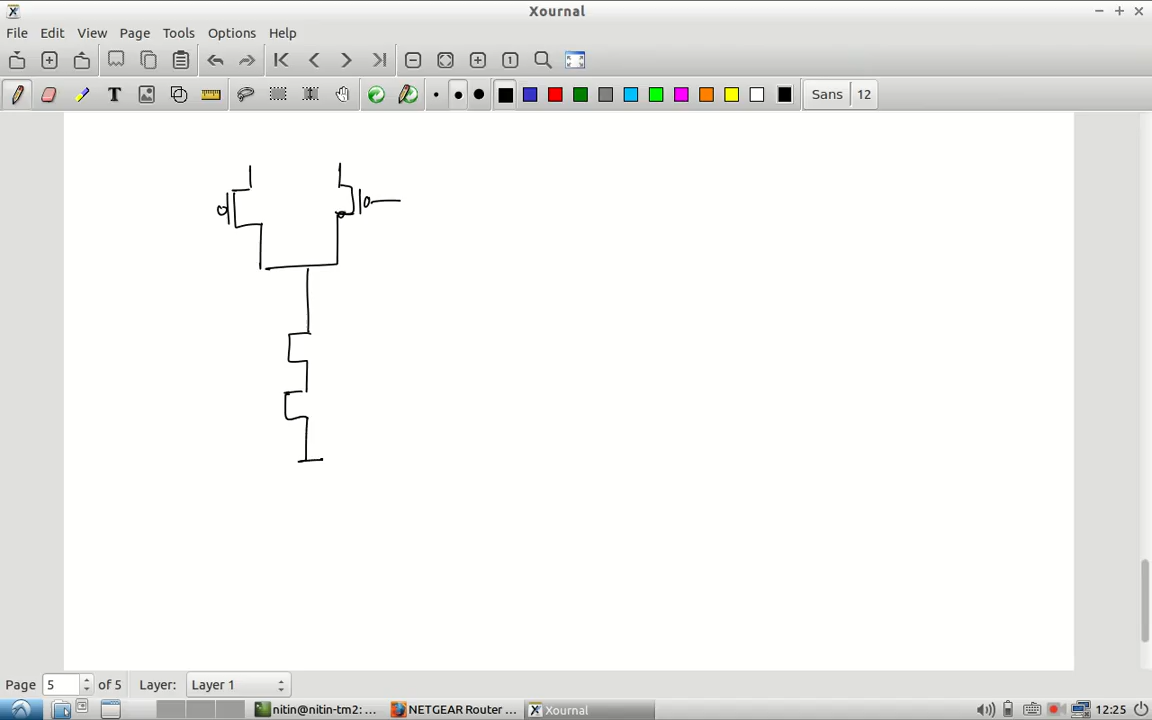 Xournal
File Edit View Page Tools Options Help
Sans 12
Page 5 of 5 Layer: Layer 1
nitin@nitin-tm2: ... NETGEAR Router ... Xournal 12:25